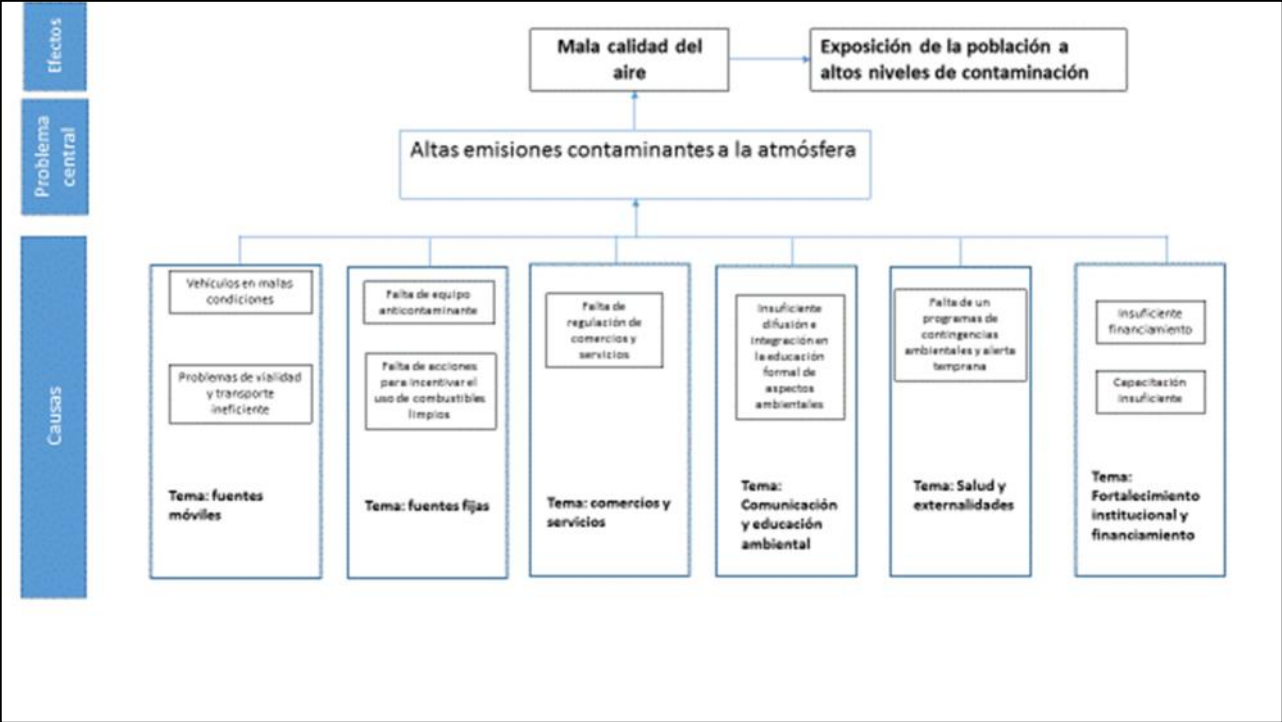 Efectos
Mala calidad del
aire
Exposición de la población a
altos niveles de contaminación
Problema
central
Altas emisiones contaminantes a la atmósfera
Causas
Vehículos en malas
condiciones
Problemas de vialidad
y transporte
ineficiente
Tema: fuentes
móviles
Falta de equipo
anticontaminante
Falta de acciones
para incentivar el
uso de combustibles
limpios
Tema: fuentes fijas
Falta de
regulación de
comercios y
servicios
Tema: comercios y
servicios
Insuficiente
difusión e
integración en
la educación
formal de
aspectos
ambientales
Tema:
Comunicación
y educación
ambiental
Falta de un
programas de
contingencias
ambientales y alerta
temprana
Tema: Salud y
externalidades
Insuficiente
financiamiento
Capacitación
insuficiente
Tema:
Fortalecimiento
institucional y
financiamiento